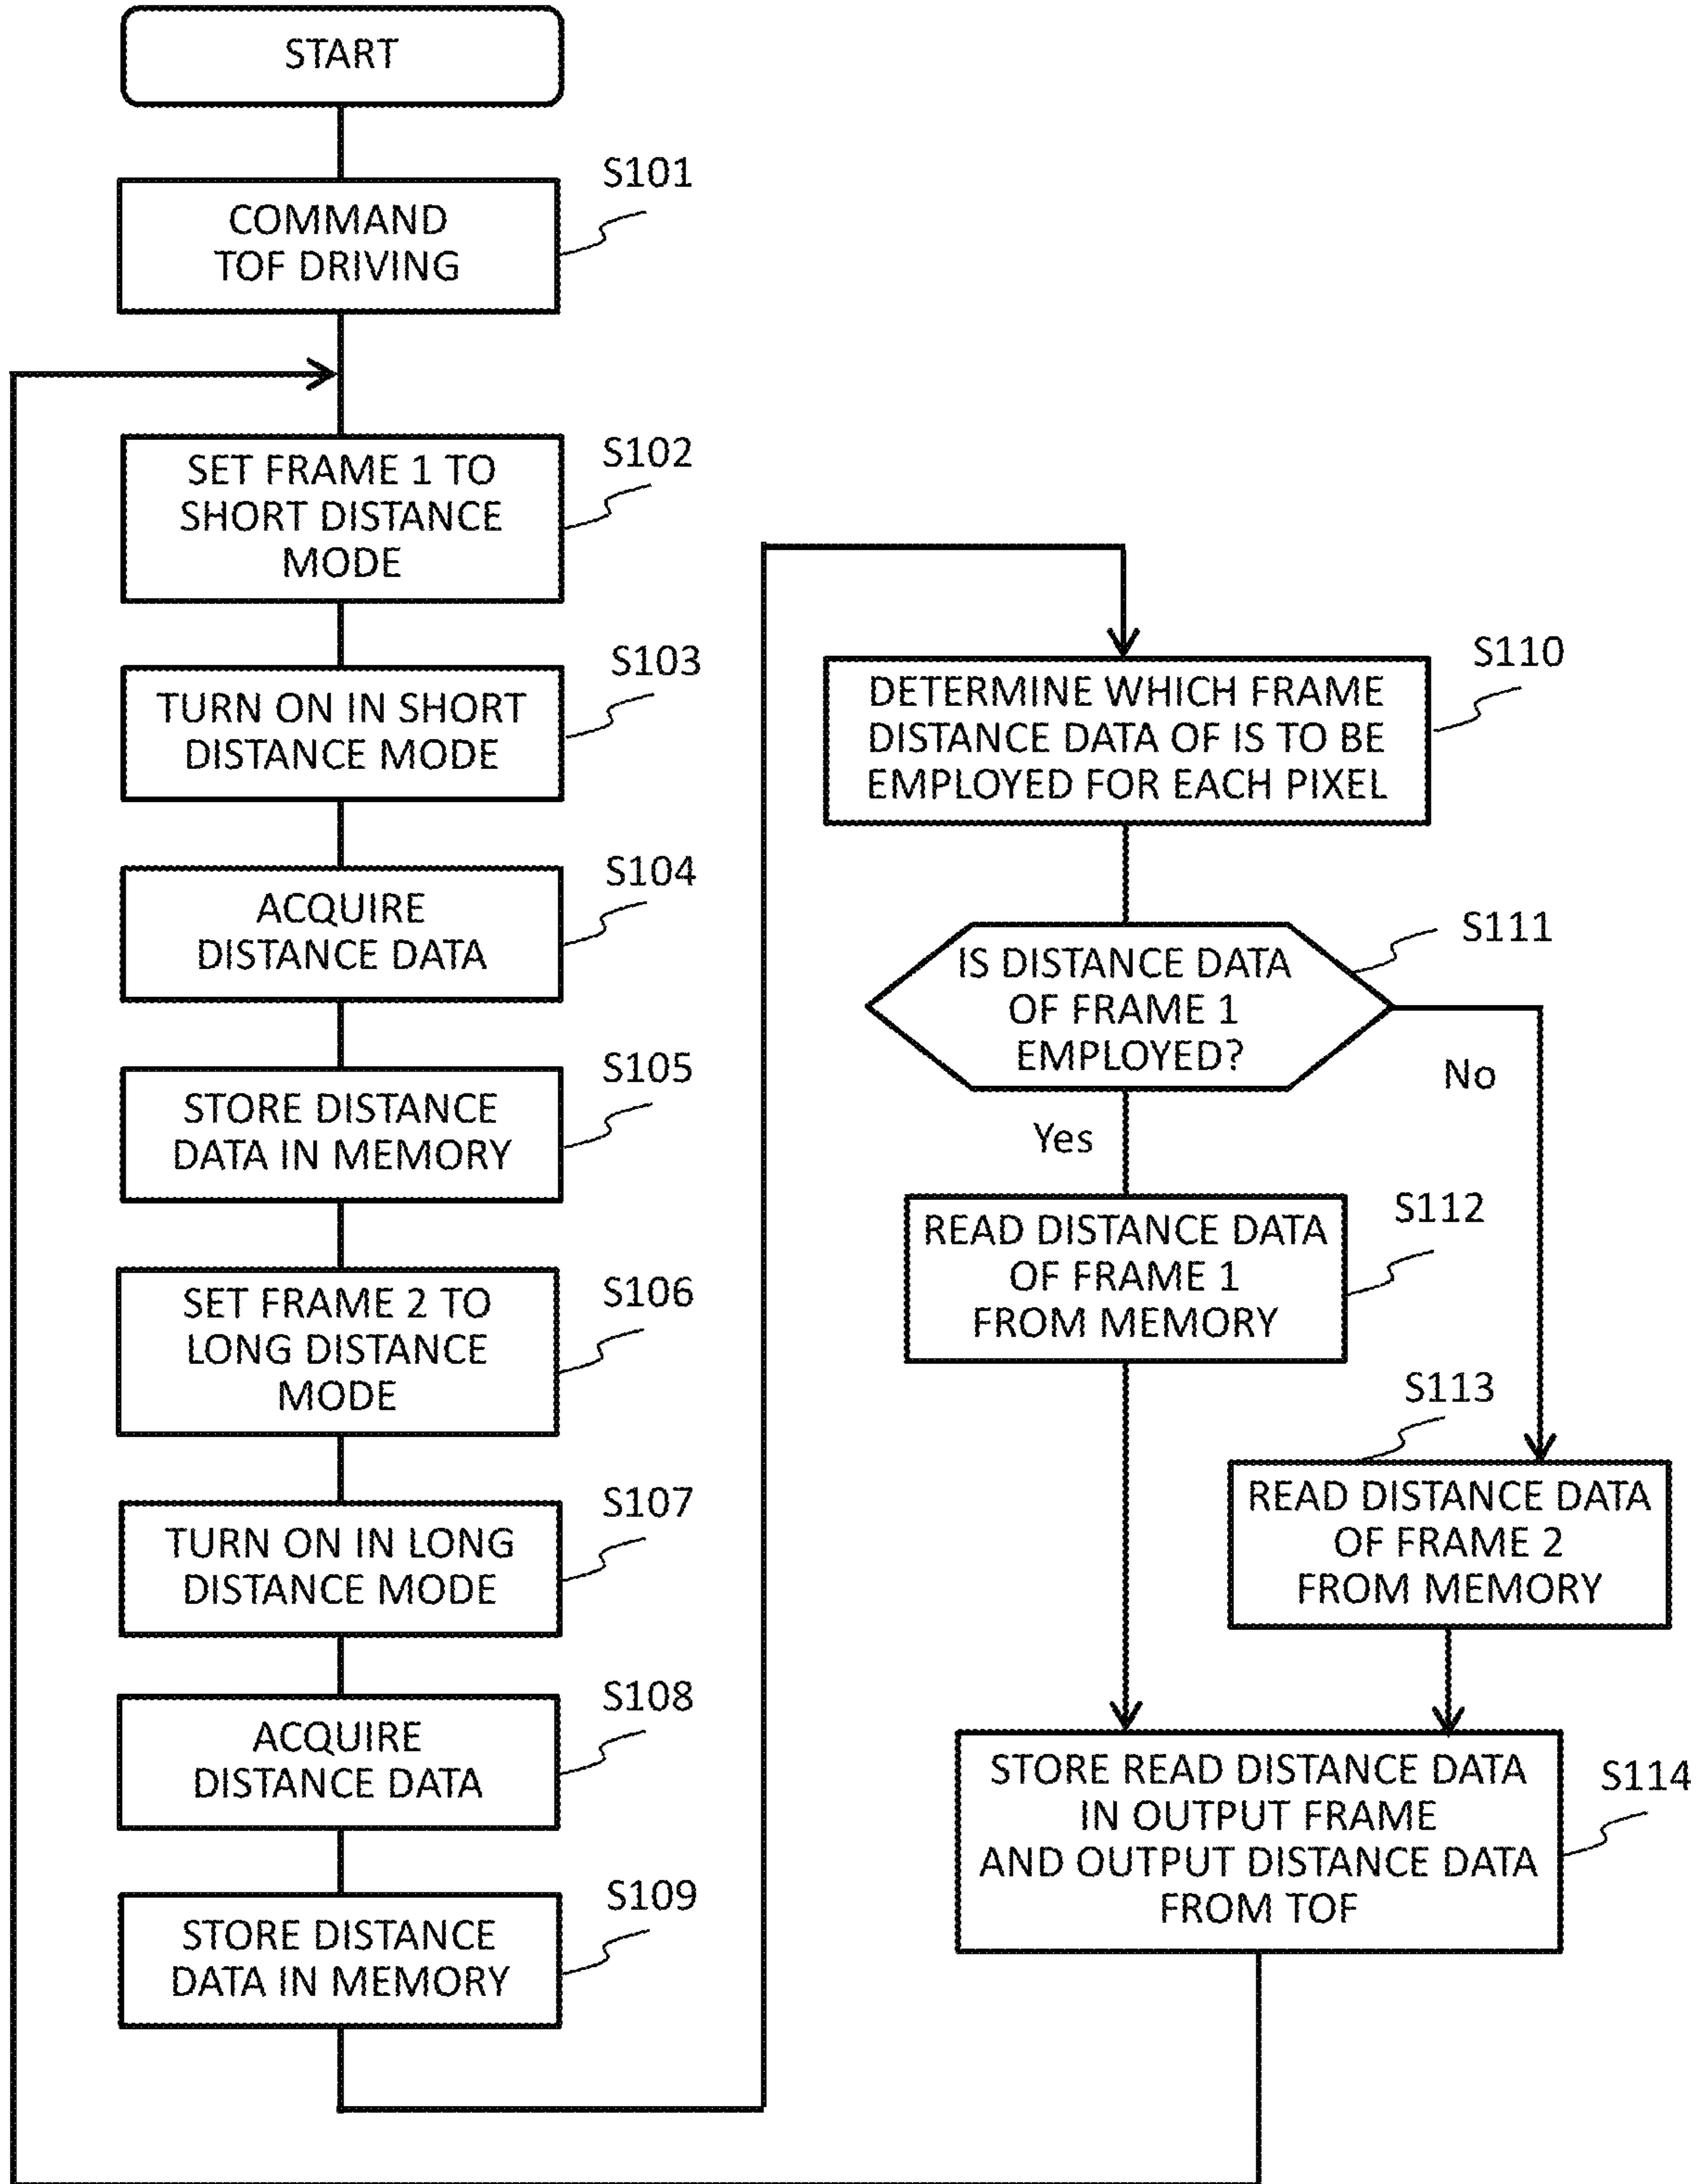 START
S101
COMMAND
TOF DRIVING
S102
SET FRAME 1 TO
SHORT DISTANCE
MODE
S103
TURN ON IN SHORT
DISTANCE MODE
S104
ACQUIRE
DISTANCE DATA
S105
STORE DISTANCE
DATA IN MEMORY
S106
SET FRAME 2 TO
LONG DISTANCE
MODE
S107
TURN ON IN LONG
DISTANCE MODE
S108
ACQUIRE
DISTANCE DATA
S109
STORE DISTANCE
DATA IN MEMORY
S110
DETERMINE WHICH FRAME
DISTANCE DATA OF IS TO BE
EMPLOYED FOR EACH PIXEL
S111
IS DISTANCE DATA
OF FRAME 1
EMPLOYED?
No
Yes
S112
READ DISTANCE DATA
OF FRAME 1
FROM MEMORY
S113
READ DISTANCE DATA
OF FRAME 2
FROM MEMORY
S114
STORE READ DISTANCE DATA
IN OUTPUT FRAME
AND OUTPUT DISTANCE DATA
FROM TOF